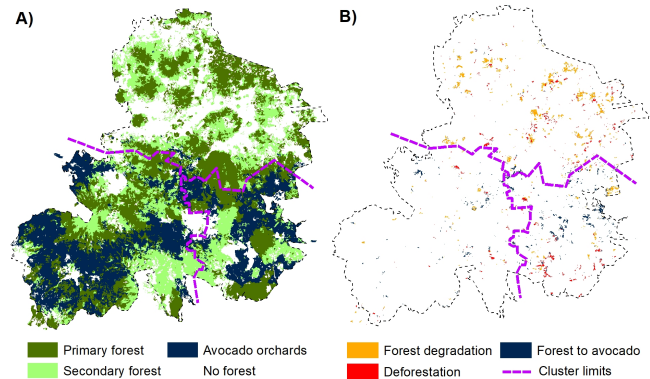 A)
B)
Primary forest
Avocado orchards
Secondary forest
No forest
Forest degradation
Forest to avocado
Deforestation
Cluster limits